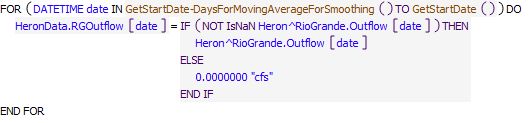 FOR ( DATETIME date IN GetStartDate-DaysForMovingAverageForSmoothing () TO GetStartDate () ) DO
HeronData.RGOutflow [ date ] = IF ( NOT IsNaN Heron^RioGrande.Outflow [ date ] ) THEN
Heron^RioGrande.Outflow [ date ]
ELSE
0.0000000 "cfs"
END IF
END FOR